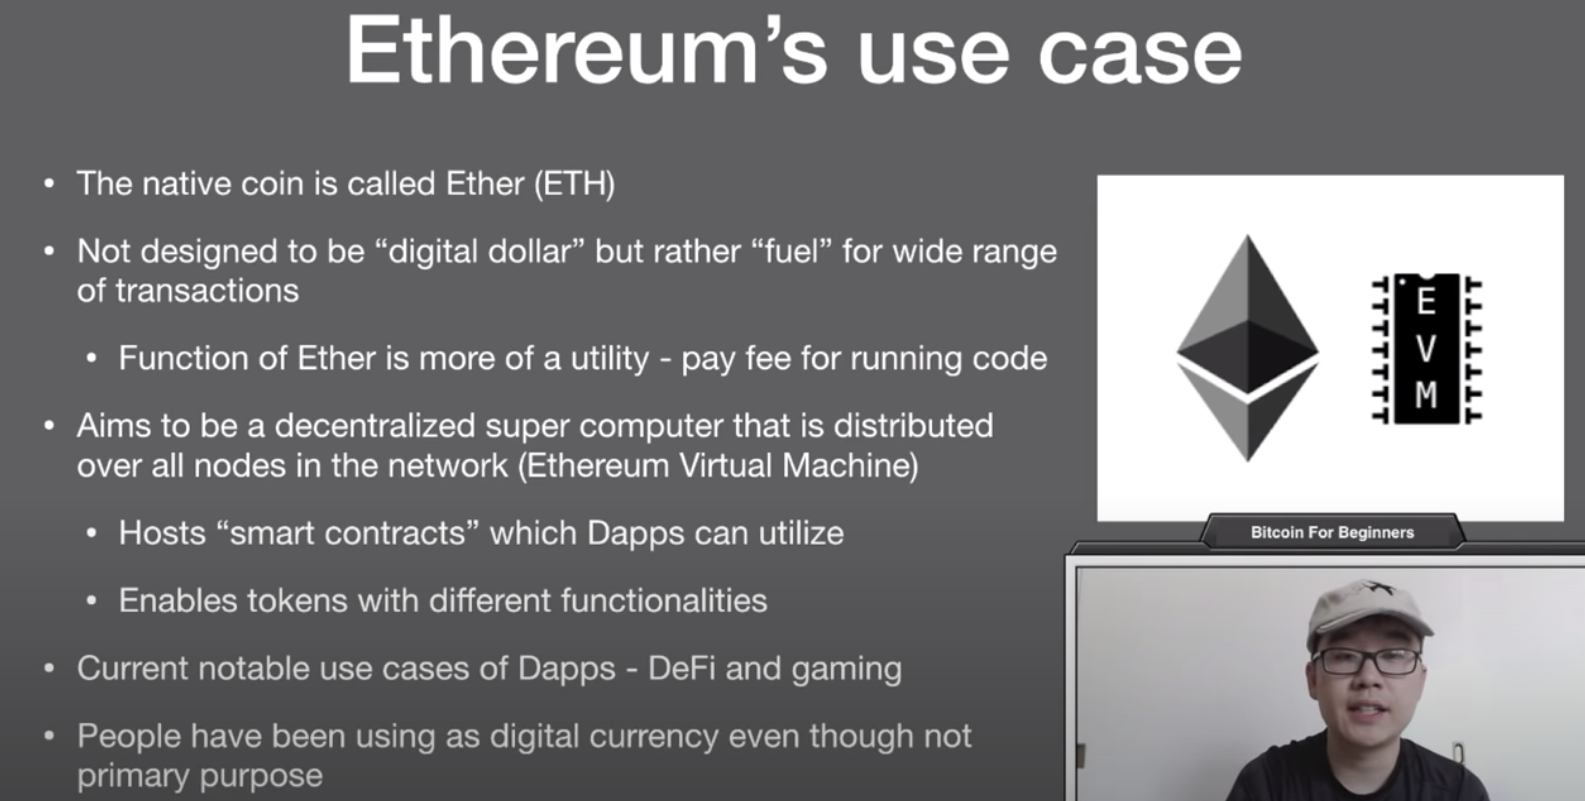 Ethereum’s use case
• The native coin is called Ether (ETH)
• Not designed to be “digital dollar” but rather “fuel” for wide range
of transactions
• Function of Ether is more of a utility - pay fee for running code
• Aims to be a decentralized super computer that is distributed
over all nodes in the network (Ethereum Virtual Machine)
• Hosts “smart contracts” which Dapps can utilize
• Enables tokens with different functionalities
• Current notable use cases of Dapps - DeFi and gaming
• People have been using as digital currency even though not
primary purpose
E
V
M
Bitcoin For Beginners